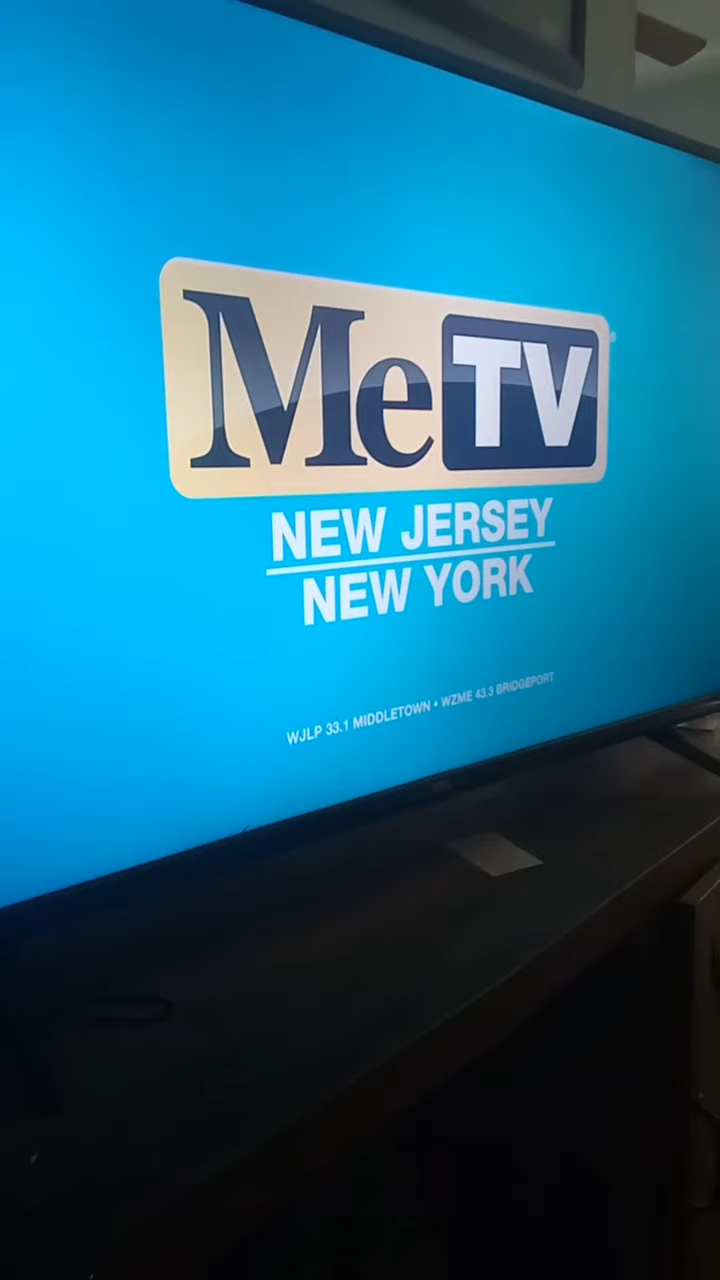 MeTV
NEW JERSEY
NEW YORK
WJLP 33.1 MIDDLETOWN • WZME 43.3 BRIDGEPORT